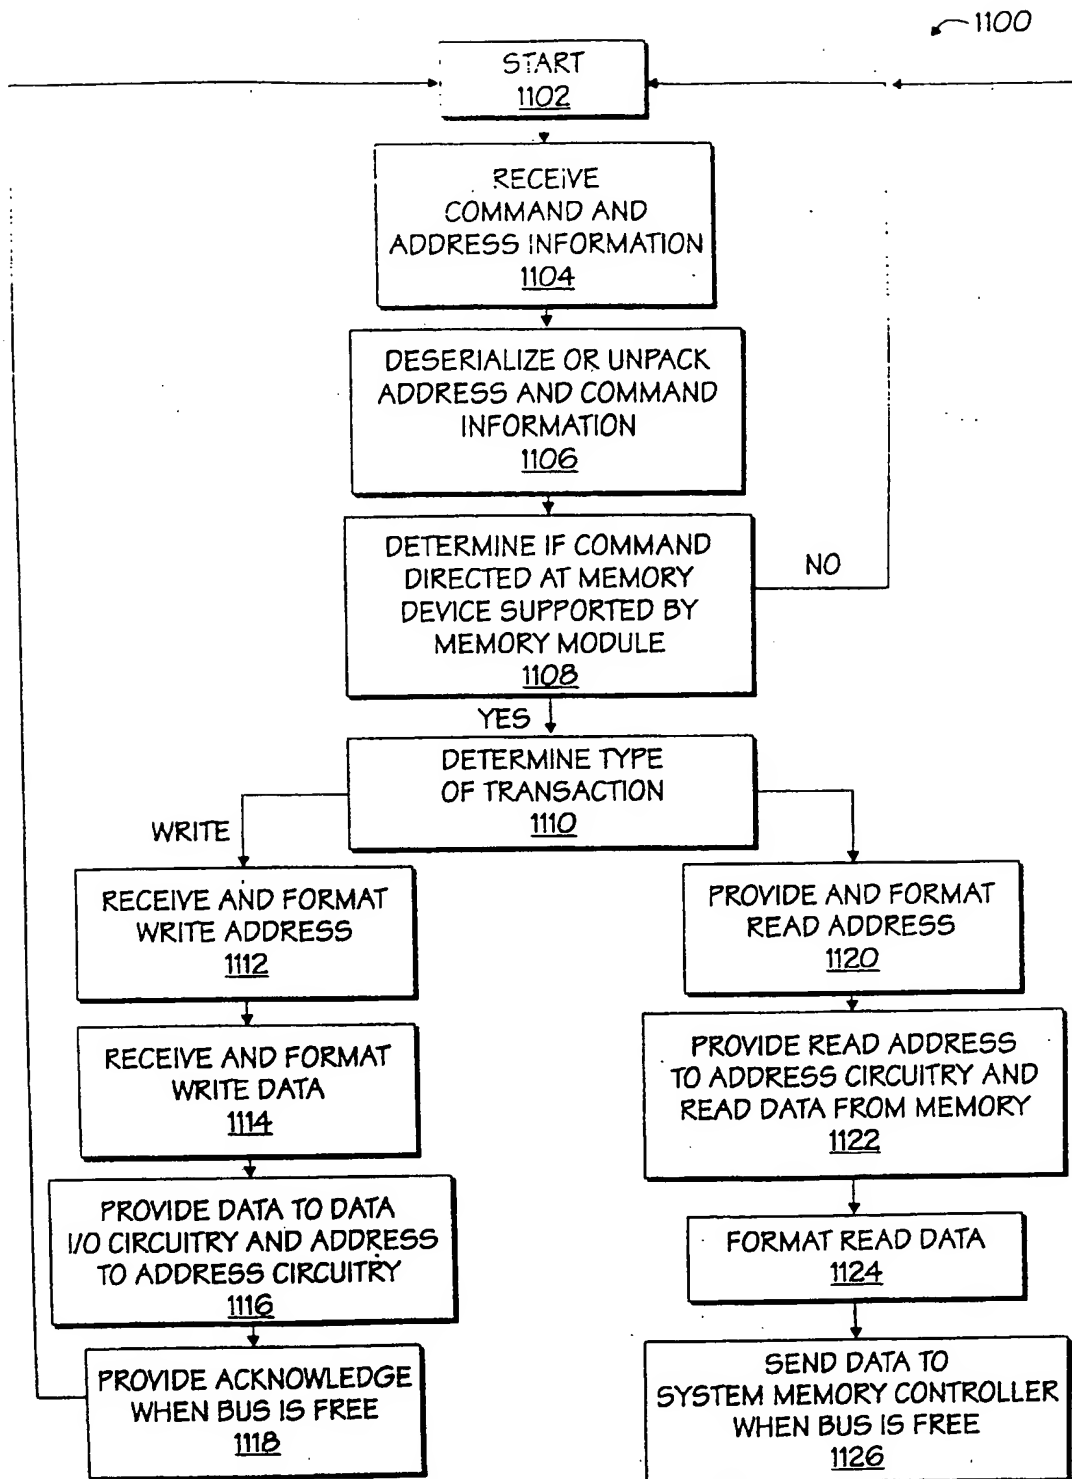 1100
START
1102
RECEIVE
COMMAND AND
ADDRESS INFORMATION
1104
DESERIALIZE OR UNPACK
ADDRESS AND COMMAND
INFORMATION
1106
DETERMINE IF COMMAND
DIRECTED AT MEMORY
DEVICE SUPPORTED BY
MEMORY MODULE
1108
NO
YES
DETERMINE TYPE
OF TRANSACTION
1110
WRITE
RECEIVE AND FORMAT
WRITE ADDRESS
1112
RECEIVE AND FORMAT
WRITE DATA
1114
PROVIDE DATA TO DATA
I/O CIRCUITRY AND ADDRESS
TO ADDRESS CIRCUITRY
1116
PROVIDE ACKNOWLEDGE
WHEN BUS IS FREE
1118
PROVIDE AND FORMAT
READ ADDRESS
1120
PROVIDE READ ADDRESS
TO ADDRESS CIRCUITRY AND
READ DATA FROM MEMORY
1122
FORMAT READ DATA
1124
SEND DATA TO
SYSTEM MEMORY CONTROLLER
WHEN BUS IS FREE
1126